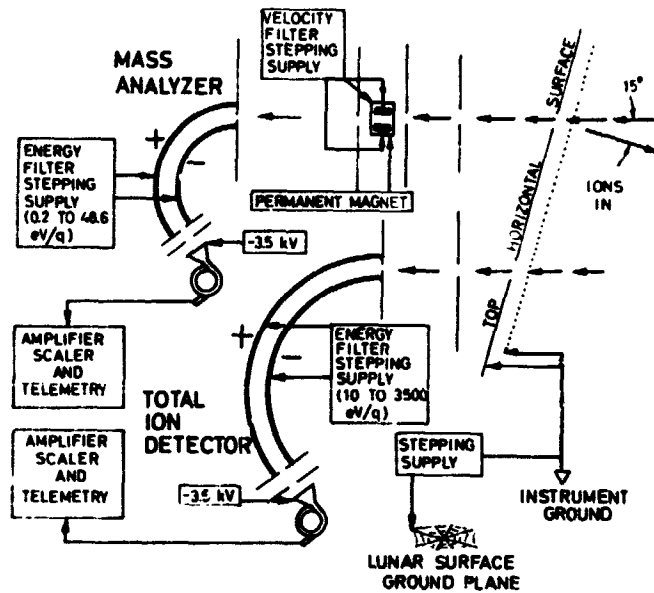 VELOCITY
FILTER
STEPPING
SUPPLY
MASS
ANALYZER
SURFACE
15°
+
-
ENERGY
FILTER
STEPPING
SUPPLY
(0.2 TO 48.6
eV/q)
IONS
IN
PERMANENT MAGNET
HORIZONTAL
-3.5 kV
TOP
AMPLIFIER
SCALER
AND
TELEMETRY
+
-
ENERGY
FILTER
STEPPING
SUPPLY
(10 TO 3500
eV/q)
TOTAL
ION
DETECTOR
AMPLIFIER
SCALER
AND
TELEMETRY
STEPPING
SUPPLY
-3.5 kV
INSTRUMENT
GROUND
LUNAR SURFACE
GROUND PLANE